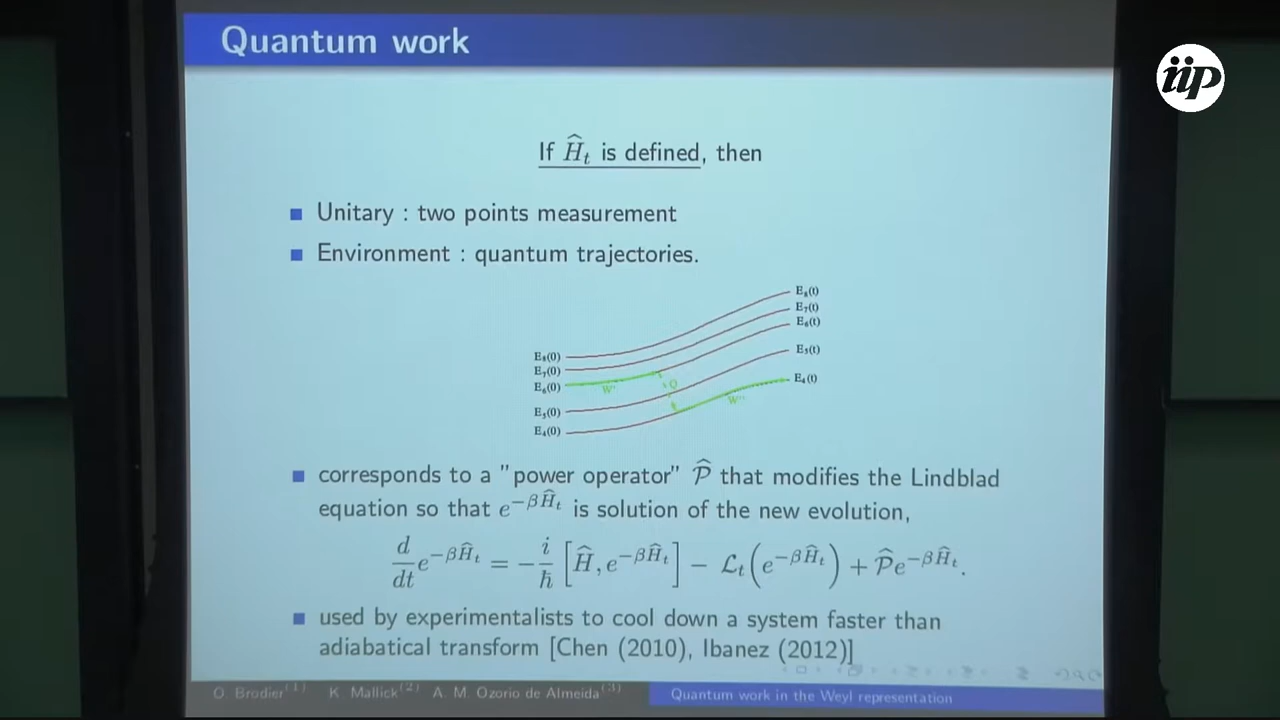 Quantum work
iip
If Ĥ_t is defined, then
Unitary : two points measurement
Environment : quantum trajectories.
E₈(t)
E₇(t)
E₆(t)
E₅(t)
E₄(t)
E₈(0)
E₇(0)
E₆(0)
E₅(0)
E₄(0)
W'
Q
W''
corresponds to a "power operator" 𝒫̂ that modifies the Lindblad
equation so that e^{-βĤ_t} is solution of the new evolution,
d/dt e^{-βĤ_t} = -i/ħ [Ĥ, e^{-βĤ_t}] - ℒ_t(e^{-βĤ_t}) + 𝒫̂e^{-βĤ_t}.
used by experimentalists to cool down a system faster than
adiabatical transform [Chen (2010), Ibanez (2012)]
O. Brodier(1) K. Mallick(2) A. M. Ozorio de Almeida(3)
Quantum work in the Weyl representation